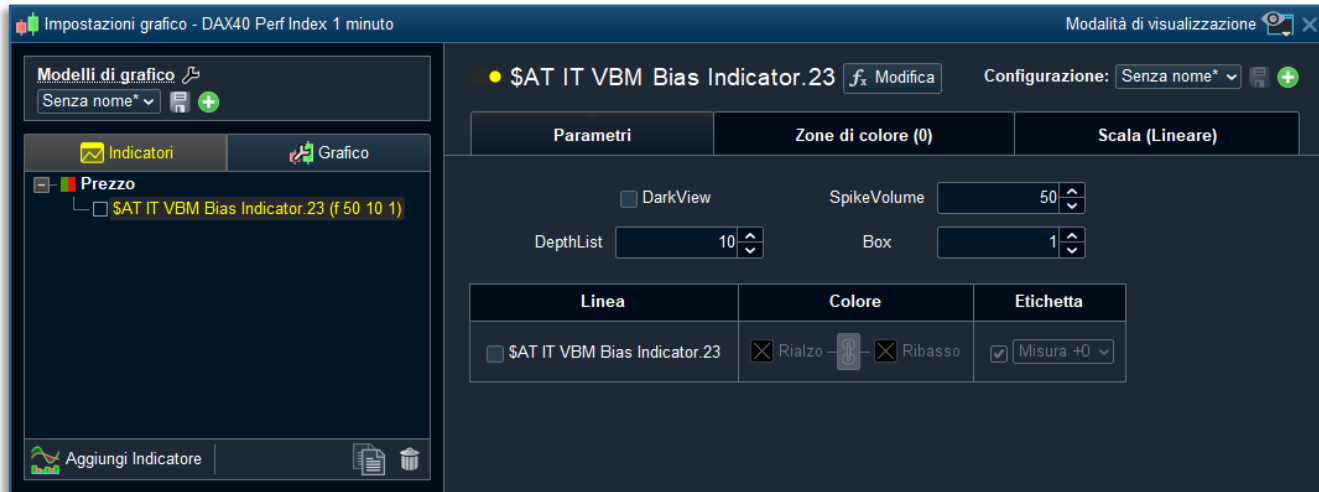 Impostazioni grafico - DAX40 Perf Index 1 minuto
Modalità di visualizzazione
Modelli di grafico
Senza nome*
Indicatori
Grafico
Prezzo
$AT IT VBM Bias Indicator.23 (f 50 10 1)
Aggiungi Indicatore
$AT IT VBM Bias Indicator.23
fx Modifica
Configurazione: Senza nome*
Parametri
Zone di colore (0)
Scala (Lineare)
DarkView
SpikeVolume 50
DepthList 10
Box 1
Linea Colore Etichetta
$AT IT VBM Bias Indicator.23 Rialzo Ribasso Misura +0